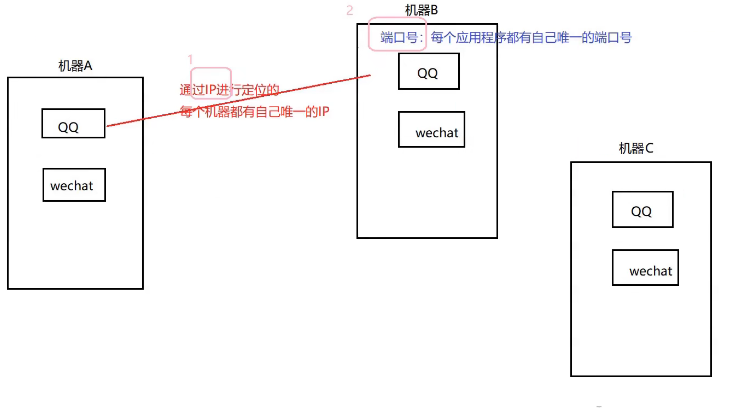 2
机器B
端口号：每个应用程序都有自己唯一的端口号
1
机器A
通过IP进行定位的
每个机器都有自己唯一的IP
QQ
wechat
QQ
wechat
机器C
QQ
wechat